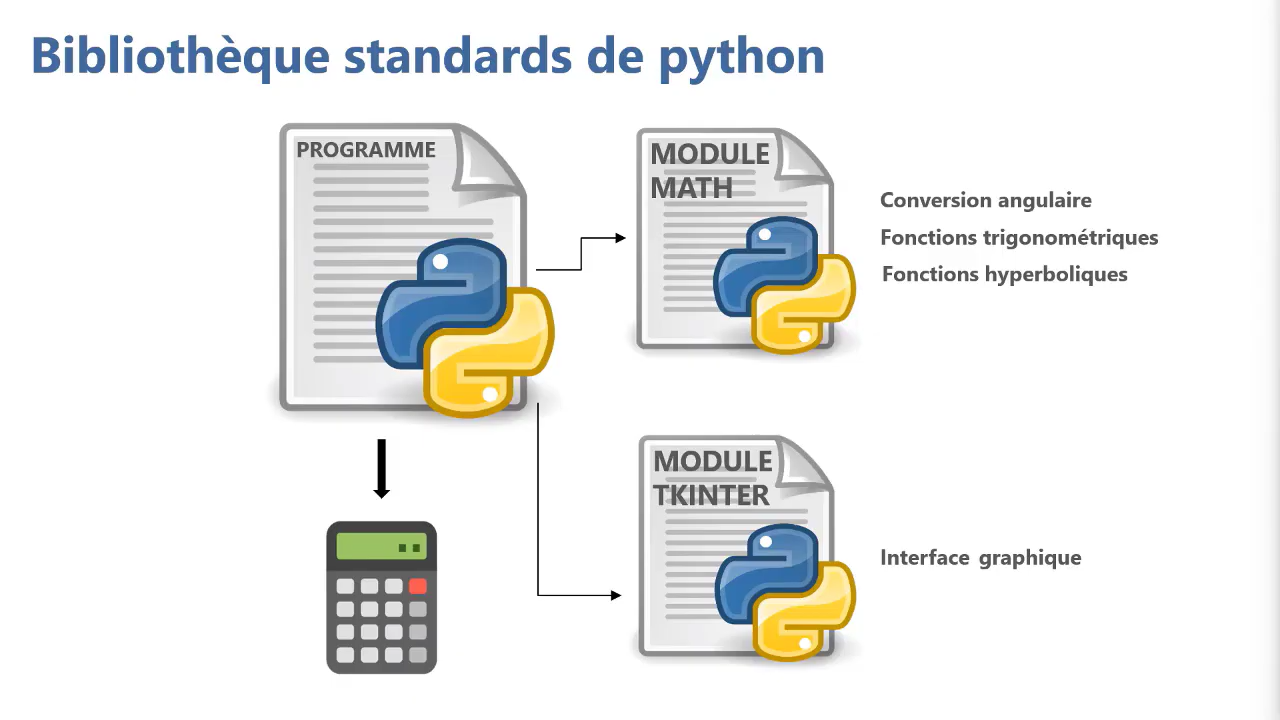 Bibliothèque standards de python
PROGRAMME
MODULE
MATH
Conversion angulaire
Fonctions trigonométriques
Fonctions hyperboliques
MODULE
TKINTER
Interface graphique